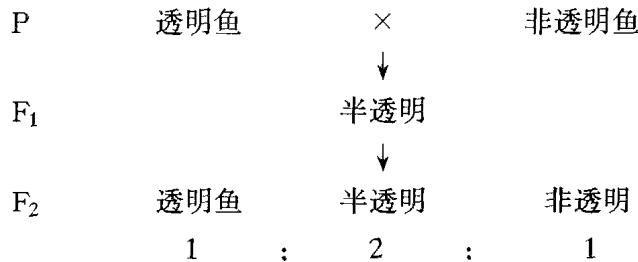 P 透明鱼 × 非透明鱼
↓
F₁ 半透明
↓
F₂ 透明鱼 半透明 非透明
1 : 2 : 1